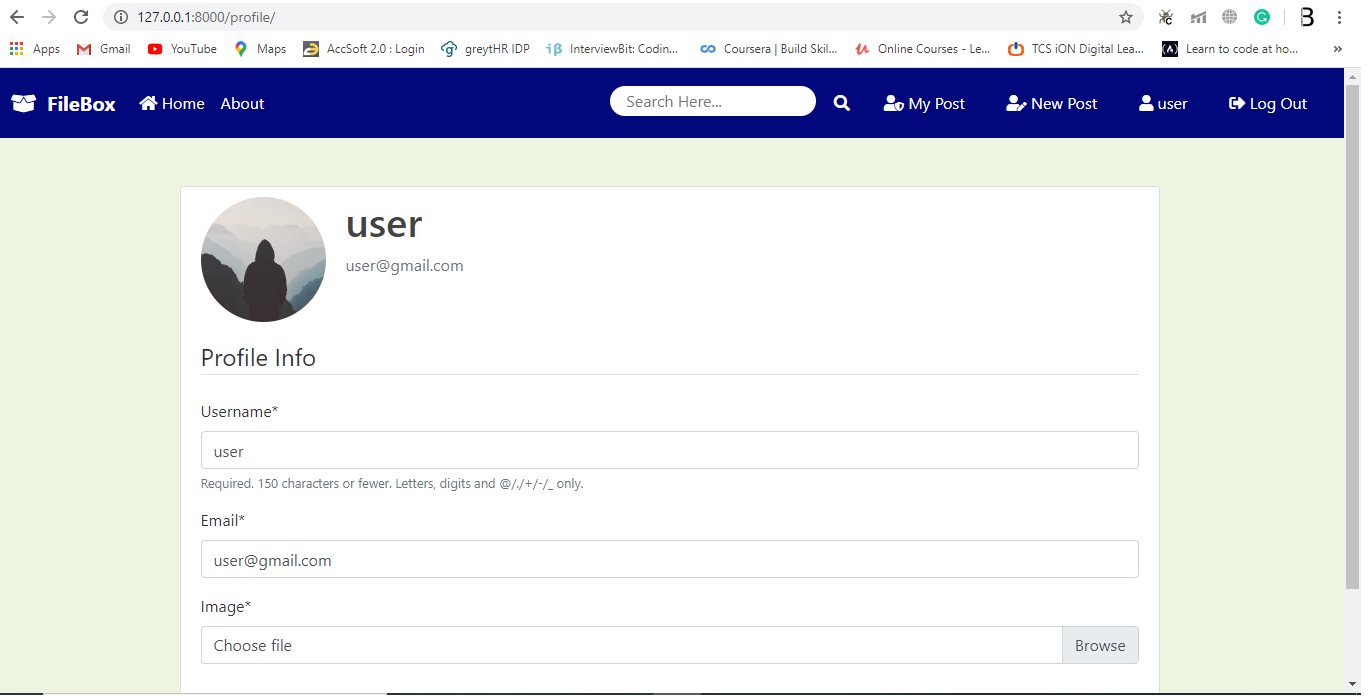 127.0.0.1:8000/profile/
Apps Gmail YouTube Maps AccSoft 2.0 : Login greytHR IDP InterviewBit: Codin... Coursera | Build Skil... Online Courses - Le... TCS iON Digital Lea... Learn to code at ho... »
FileBox Home About Search Here... My Post New Post user Log Out
user
user@gmail.com
Profile Info
Username*
user
Required. 150 characters or fewer. Letters, digits and @/./+/-/_ only.
Email*
user@gmail.com
Image*
Choose file Browse